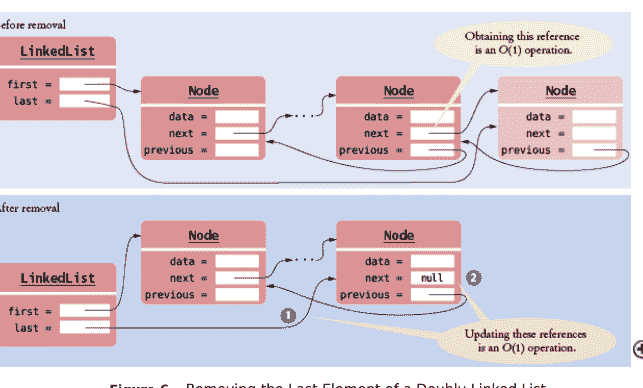 Before removal
LinkedList
first =
last =
Node
data =
next =
previous =
Node
data =
next =
previous =
Node
data =
next =
previous =
Obtaining this reference
is an O(1) operation.
After removal
LinkedList
first =
last =
Node
data =
next =
previous =
Node
data =
next = null
previous =
1
2
Updating these references
is an O(1) operation.
Removing the Last Element of a Doubly-Linked List